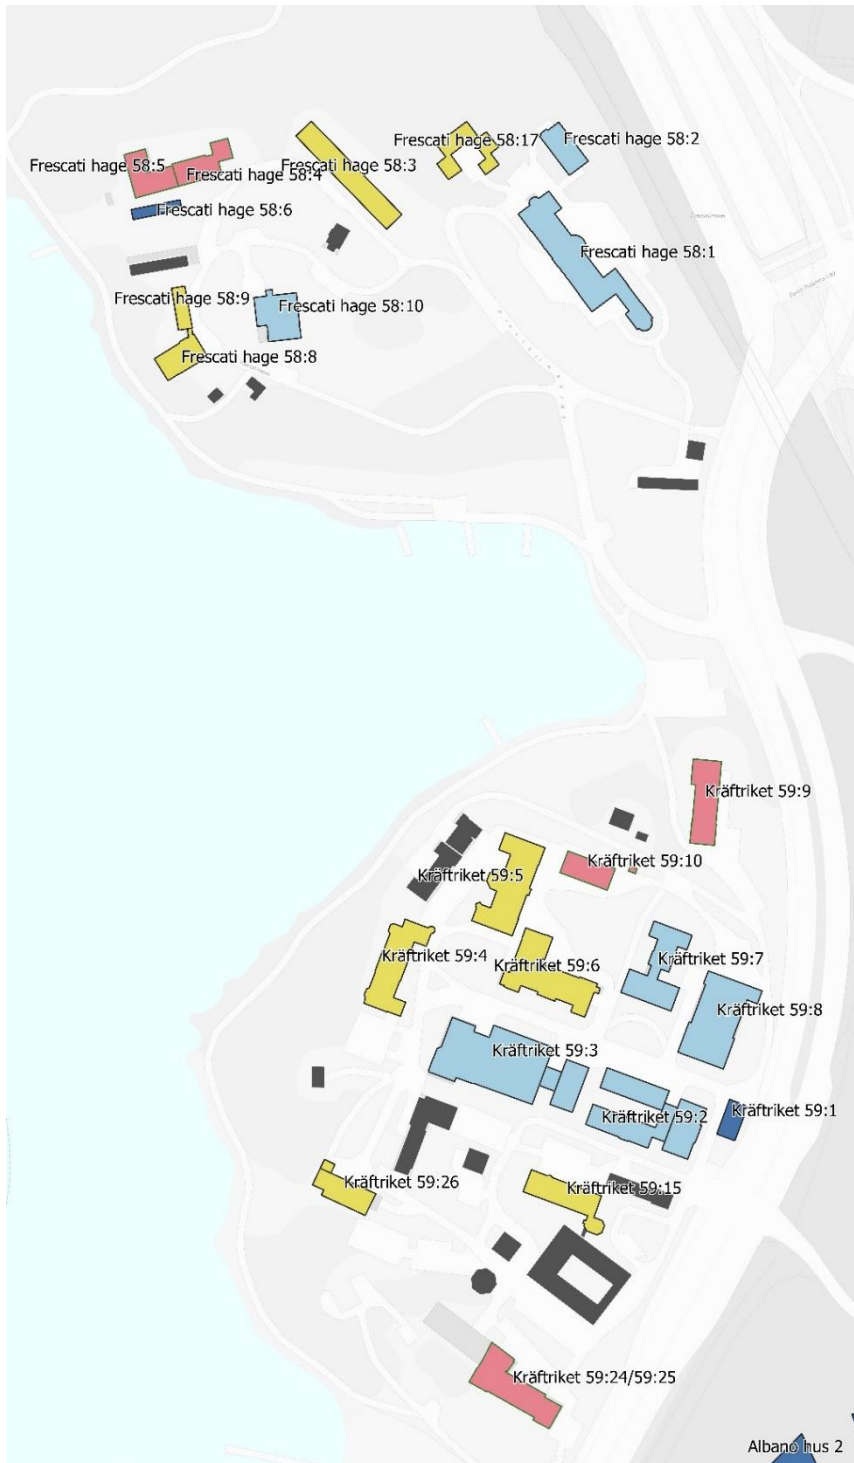 Frescati hage 58:17
Frescati hage 58:2
Frescati hage 58:5
Frescati hage 58:3
Frescati hage 58:4
Frescati hage 58:6
Frescati hage 58:1
Frescati hage 58:9
Frescati hage 58:10
Frescati hage 58:8
Kräftriket 59:9
Kräftriket 59:10
Kräftriket 59:5
Kräftriket 59:4
Kräftriket 59:6
Kräftriket 59:7
Kräftriket 59:8
Kräftriket 59:3
Kräftriket 59:2
Kräftriket 59:1
Kräftriket 59:26
Kräftriket 59:15
Kräftriket 59:24/59:25
Albano hus 2